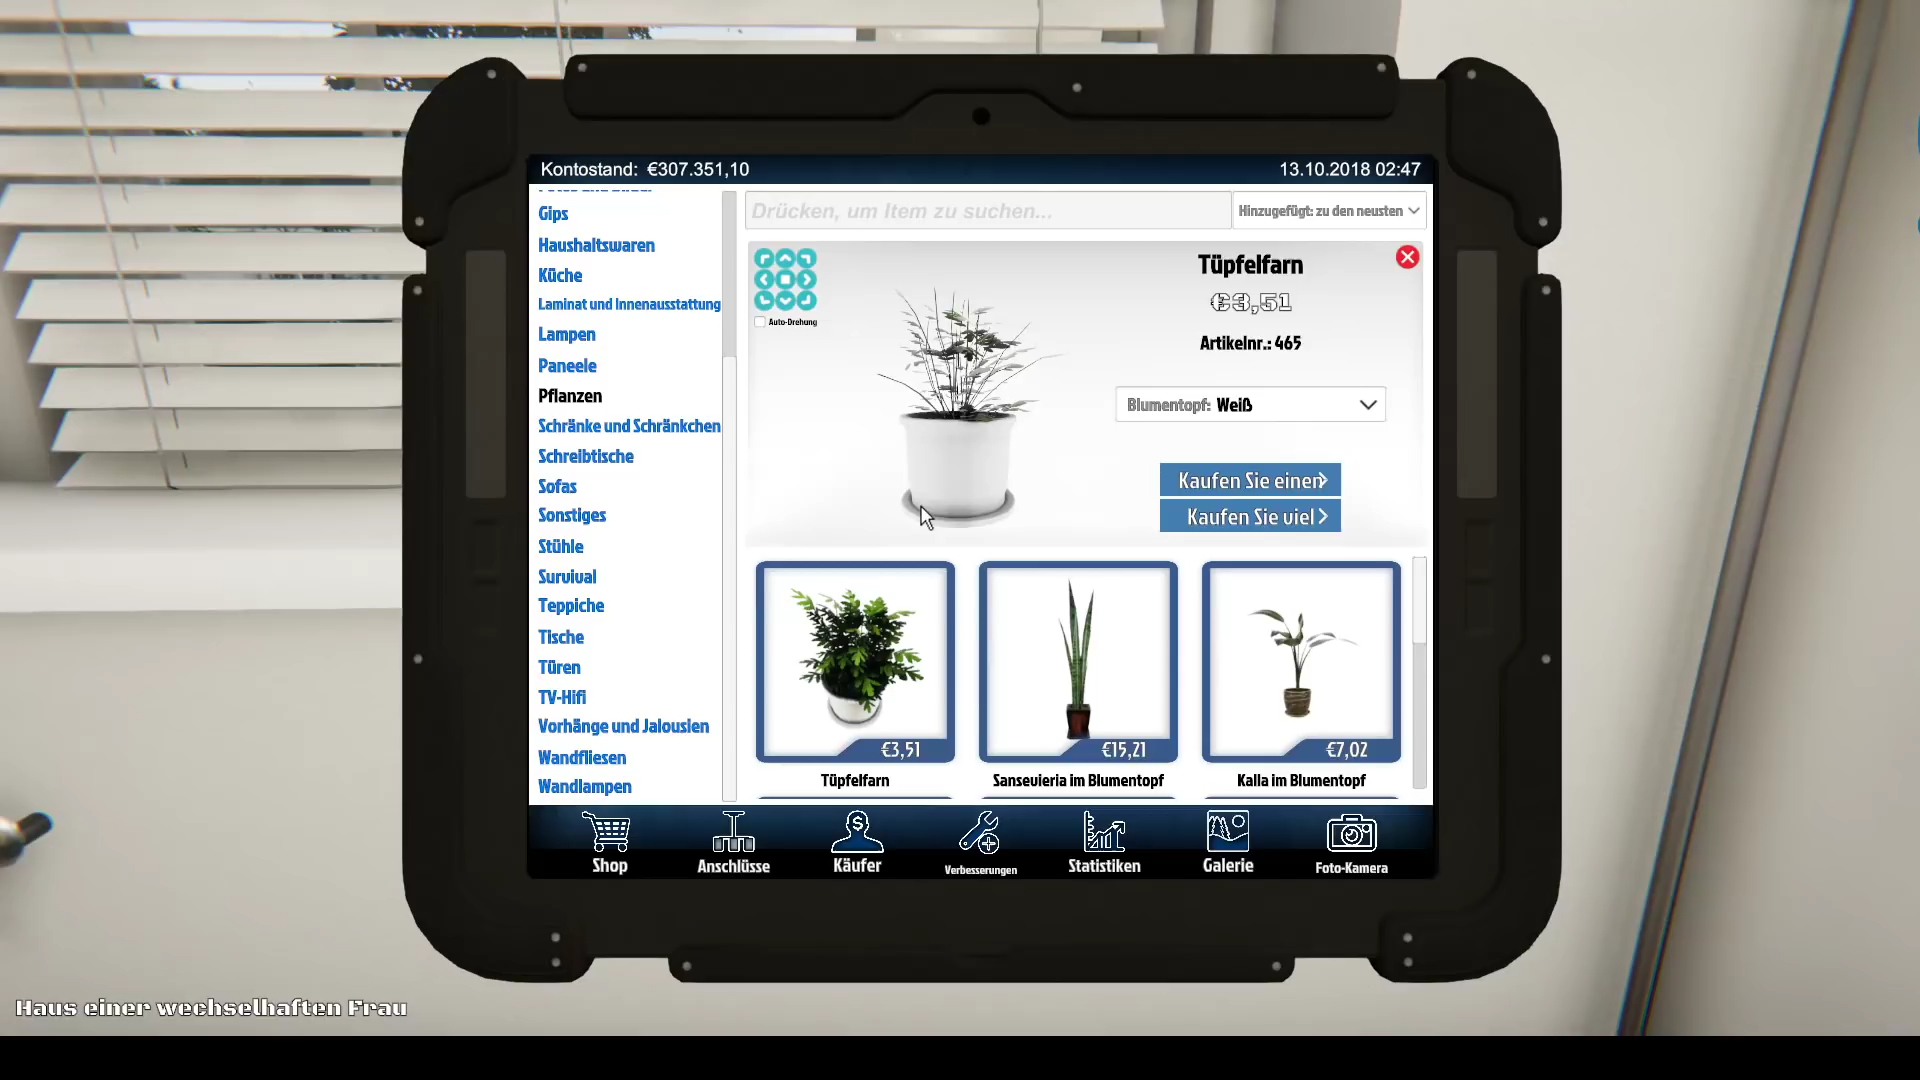 Kontostand: €307.351,10
13.10.2018 02:47
Gips
Haushaltswaren
Küche
Laminat und Innenausstattung
Lampen
Paneele
Pflanzen
Schränke und Schränkchen
Schreibtische
Sofas
Sonstiges
Stühle
Survival
Teppiche
Tische
Türen
TV-Hifi
Vorhänge und Jalousien
Wandfliesen
Wandlampen
Drücken, um Item zu suchen...
Hinzugefügt: zu den neusten
Auto-Drehung
Tüpfelfarn
€3,51
Artikelnr.: 465
Blumentopf: Weiß
Kaufen Sie einen
Kaufen Sie viel
€3,51
€15,21
€7,02
Tüpfelfarn
Sansevieria im Blumentopf
Kalla im Blumentopf
Shop
Anschlüsse
Käufer
Verbesserungen
Statistiken
Galerie
Foto-Kamera
Haus einer wechselhaften Frau